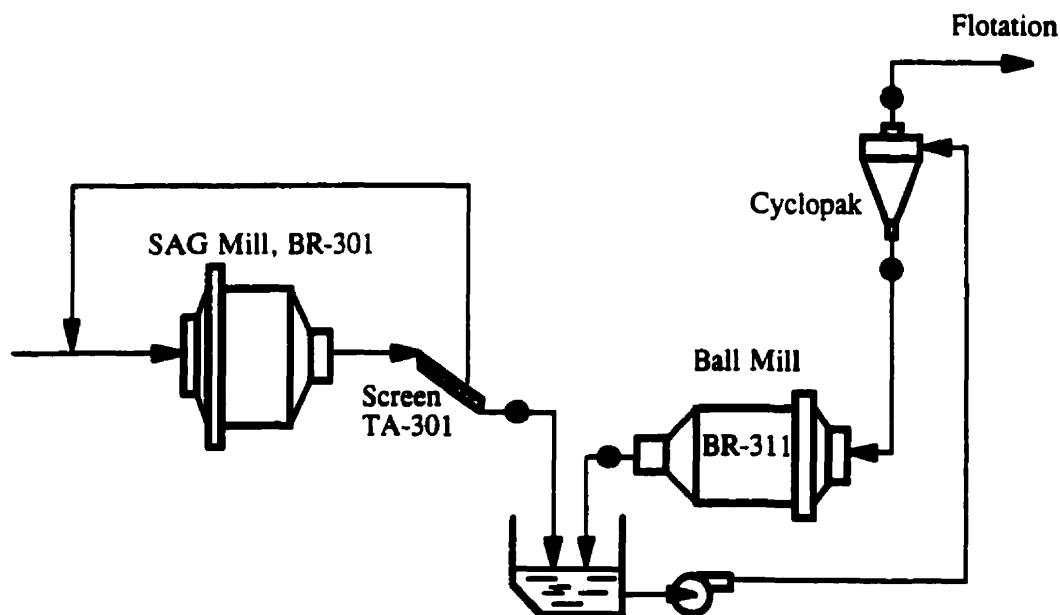 Flotation
Cyclopak
SAG Mill, BR-301
Ball Mill
Screen
TA-301
BR-311